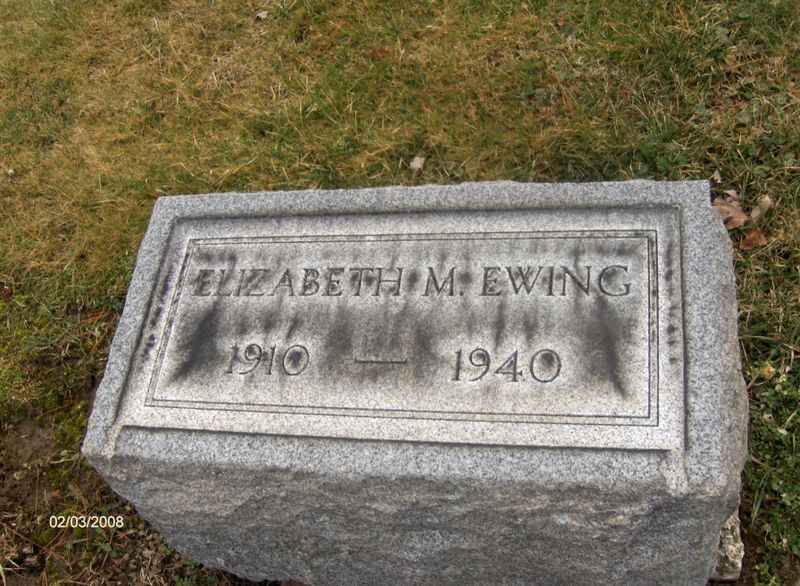 ELIZABETH M. EWING
1910 — 1940
02/03/2008